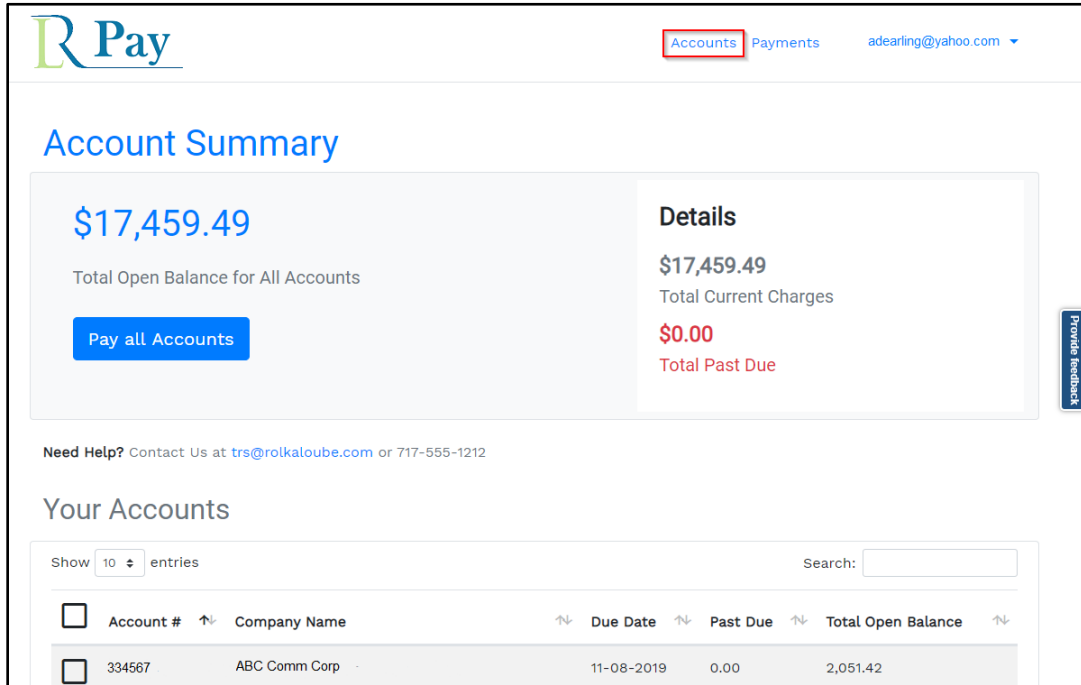 R Pay
Accounts Payments adearling@yahoo.com
Account Summary
$17,459.49
Total Open Balance for All Accounts
Pay all Accounts
Details
$17,459.49
Total Current Charges
$0.00
Total Past Due
Provide feedback
Need Help? Contact Us at trs@rolkaloube.com or 717-555-1212
Your Accounts
Show 10 entries Search:
Account # Company Name Due Date Past Due Total Open Balance
334567 ABC Comm Corp 11-08-2019 0.00 2,051.42